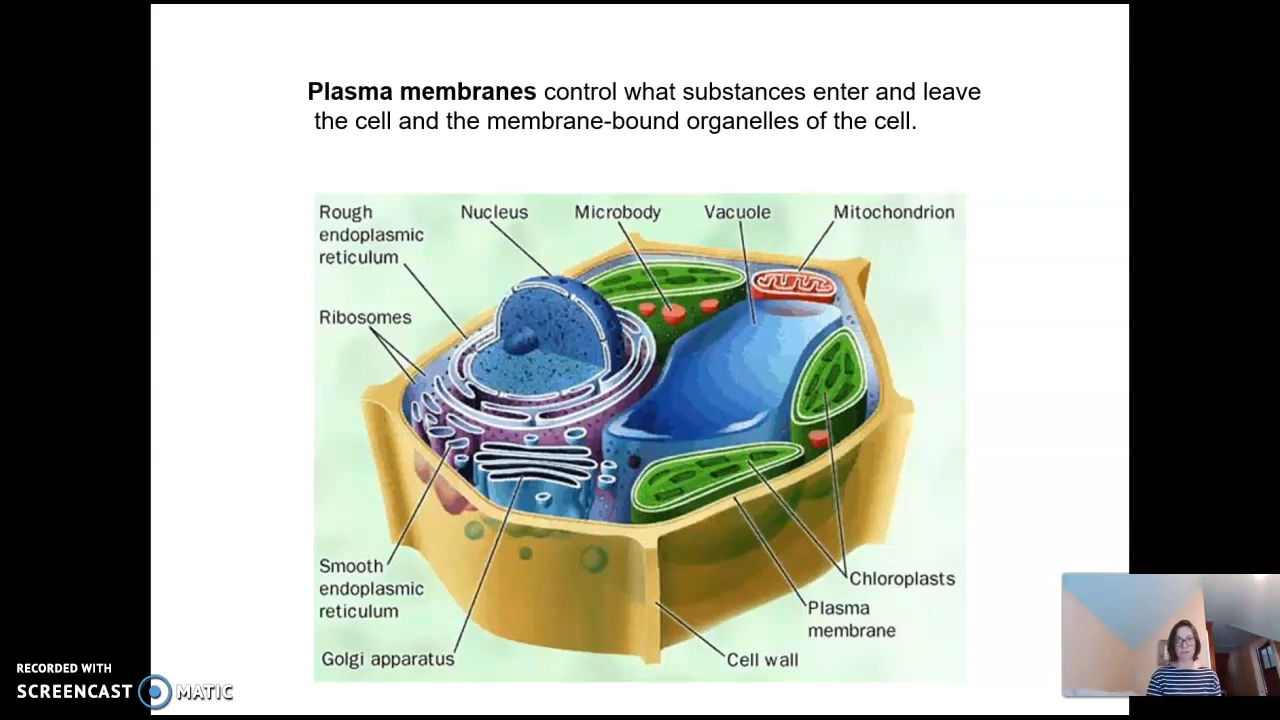 Plasma membranes control what substances enter and leave
the cell and the membrane-bound organelles of the cell.
Rough
endoplasmic
reticulum
Nucleus
Microbody
Vacuole
Mitochondrion
Ribosomes
Smooth
endoplasmic
reticulum
Golgi apparatus
Chloroplasts
Plasma
membrane
Cell wall
RECORDED WITH
SCREENCAST MATIC